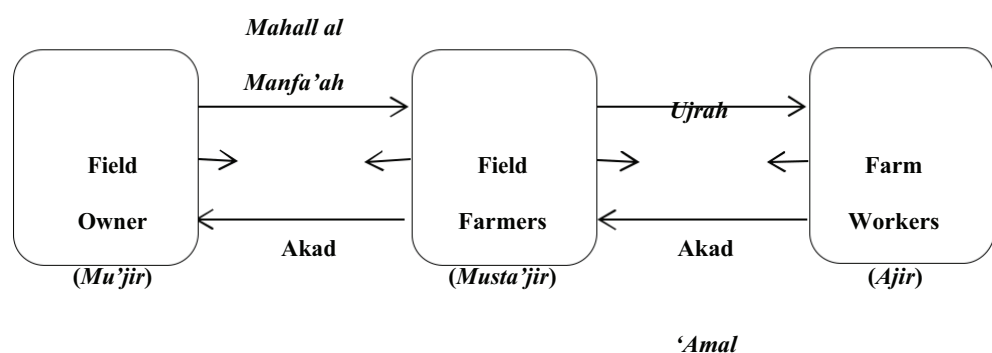 Mahall al
Manfa’ah
Ujrah
Field
Owner
(Mu’jir)
Akad
Field
Farmers
(Musta’jir)
Akad
Farm
Workers
(Ajir)
‘Amal